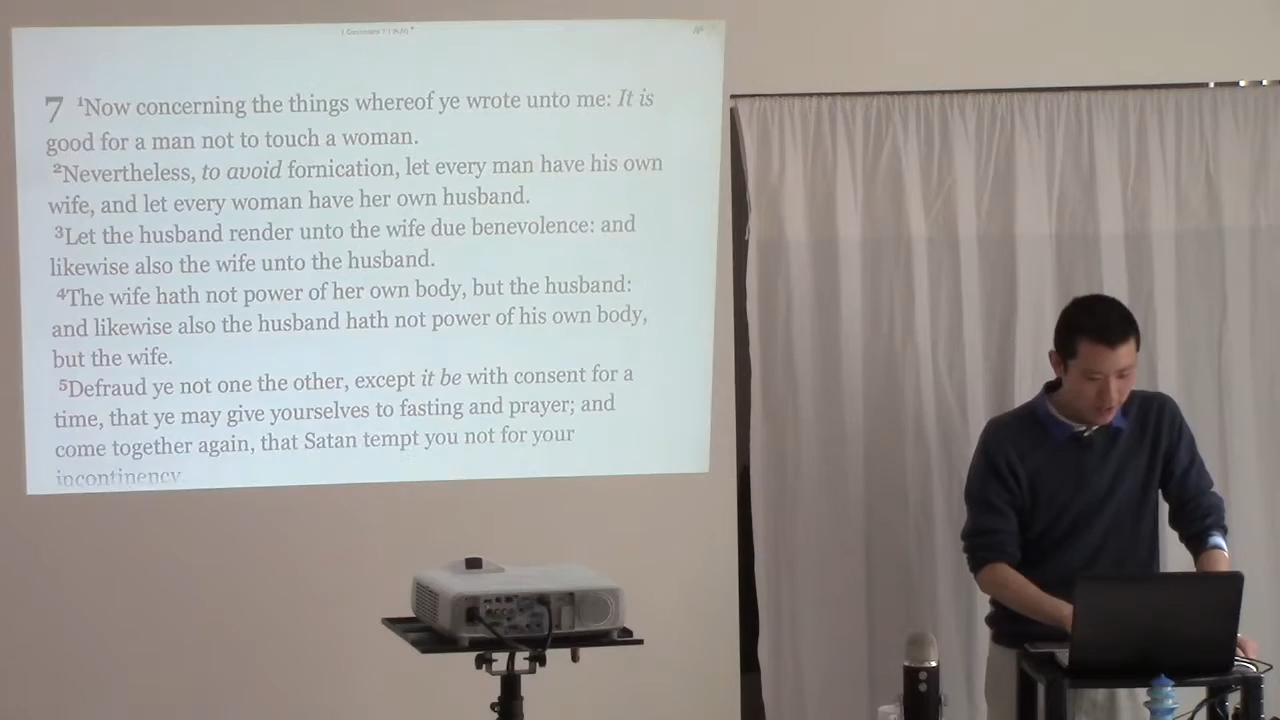 1 Corinthians 7:1 (KJV)
7 1Now concerning the things whereof ye wrote unto me: It is
good for a man not to touch a woman.
2Nevertheless, to avoid fornication, let every man have his own
wife, and let every woman have her own husband.
3Let the husband render unto the wife due benevolence: and
likewise also the wife unto the husband.
4The wife hath not power of her own body, but the husband:
and likewise also the husband hath not power of his own body,
but the wife.
5Defraud ye not one the other, except it be with consent for a
time, that ye may give yourselves to fasting and prayer; and
come together again, that Satan tempt you not for your
incontinency